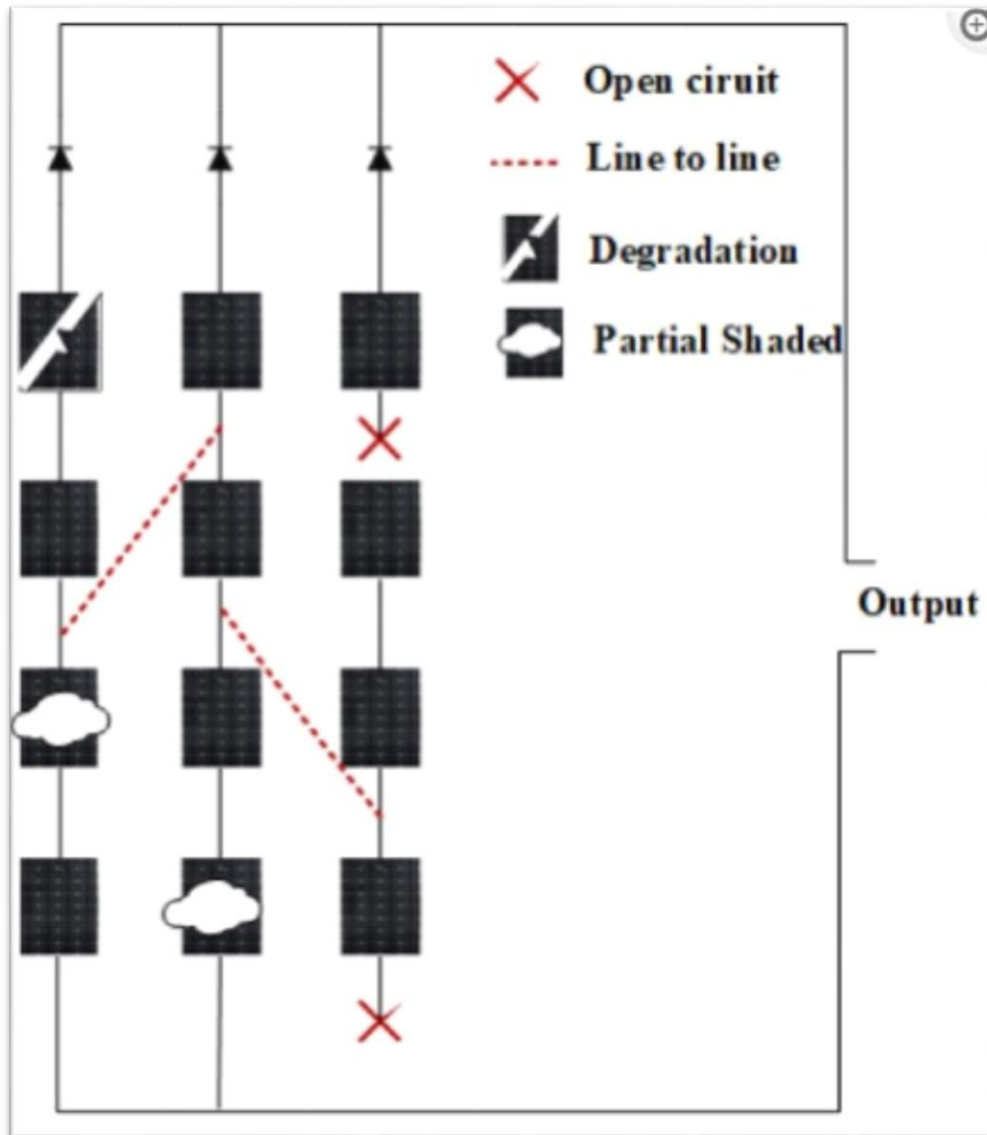 Open ciruit
Line to line
Degradation
Partial Shaded
Output